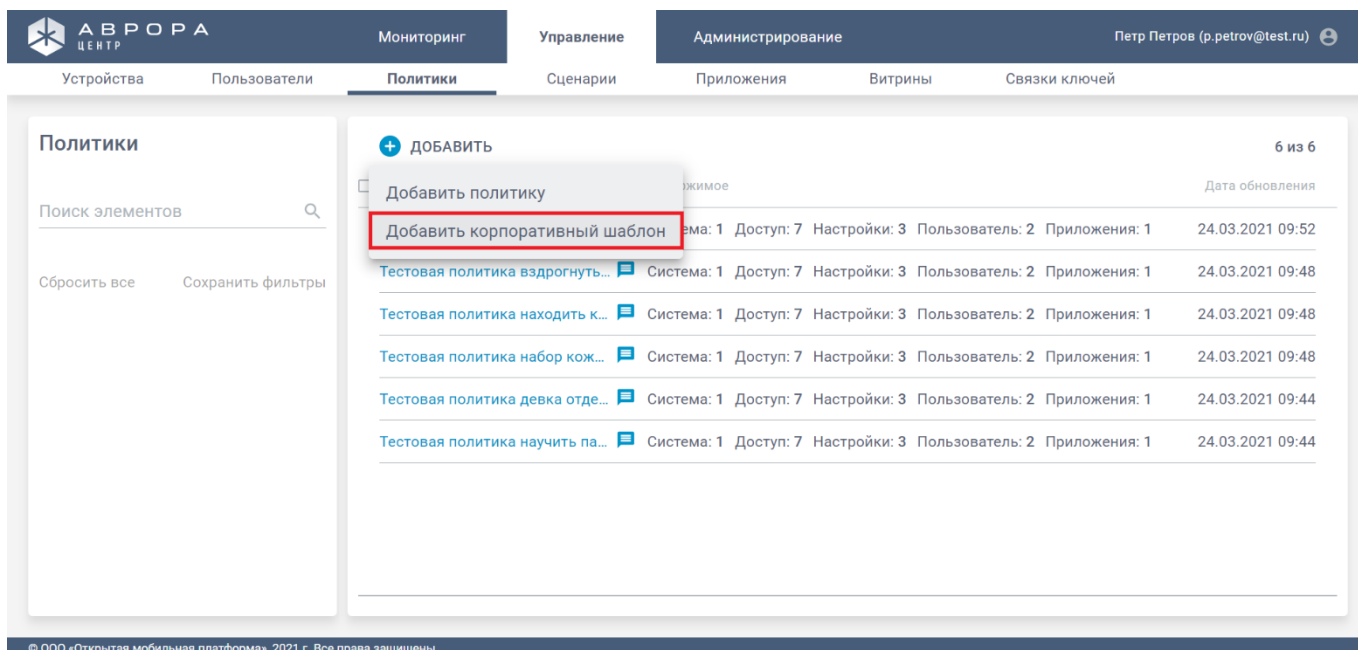 АВРОРА
ЦЕНТР
Мониторинг Управление Администрирование Петр Петров (p.petrov@test.ru)
Устройства Пользователи Политики Сценарии Приложения Витрины Связки ключей
Политики
Поиск элементов
Сбросить все Сохранить фильтры
ДОБАВИТЬ 6 из 6
Добавить политику
Добавить корпоративный шаблон
Дата обновления
1 Доступ: 7 Настройки: 3 Пользователь: 2 Приложения: 1 24.03.2021 09:52
Тестовая политика вздрогнуть... Система: 1 Доступ: 7 Настройки: 3 Пользователь: 2 Приложения: 1 24.03.2021 09:48
Тестовая политика находить к... Система: 1 Доступ: 7 Настройки: 3 Пользователь: 2 Приложения: 1 24.03.2021 09:48
Тестовая политика набор кож... Система: 1 Доступ: 7 Настройки: 3 Пользователь: 2 Приложения: 1 24.03.2021 09:48
Тестовая политика девка отде... Система: 1 Доступ: 7 Настройки: 3 Пользователь: 2 Приложения: 1 24.03.2021 09:44
Тестовая политика научить па... Система: 1 Доступ: 7 Настройки: 3 Пользователь: 2 Приложения: 1 24.03.2021 09:44
© ООО «Открытая мобильная платформа», 2021 г. Все права защищены